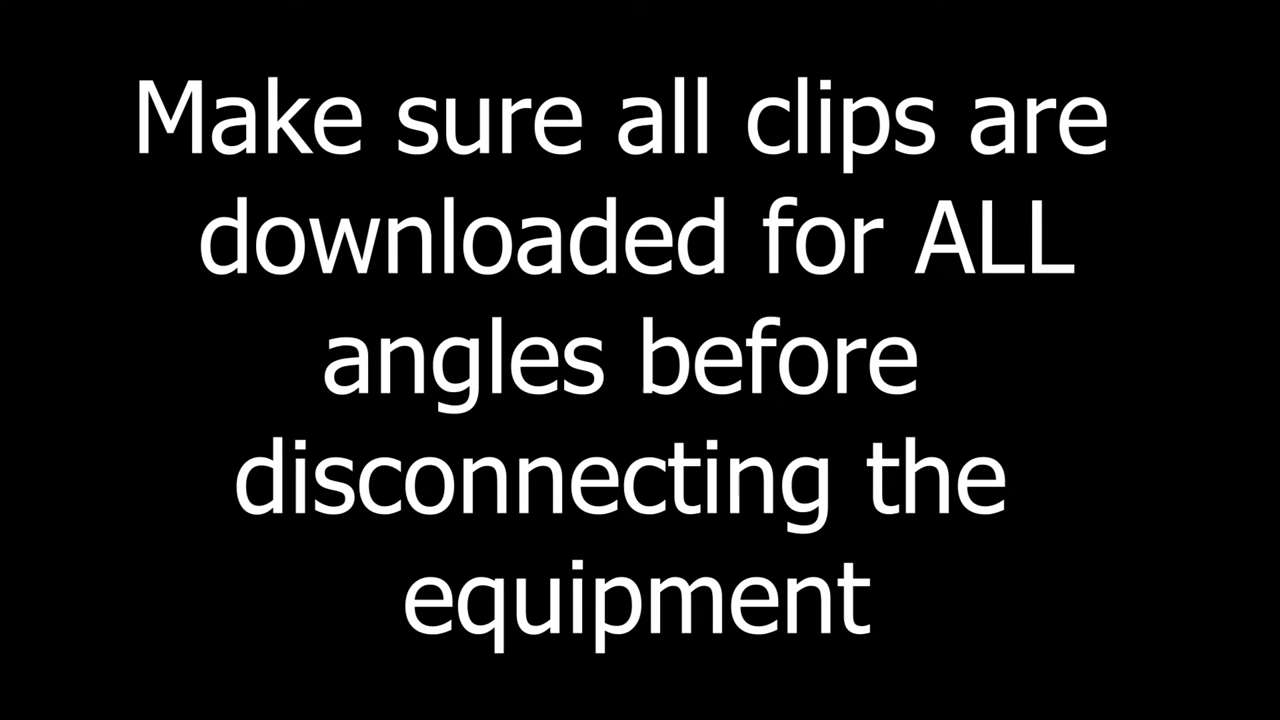 Make sure all clips are
downloaded for ALL
angles before
disconnecting the
equipment